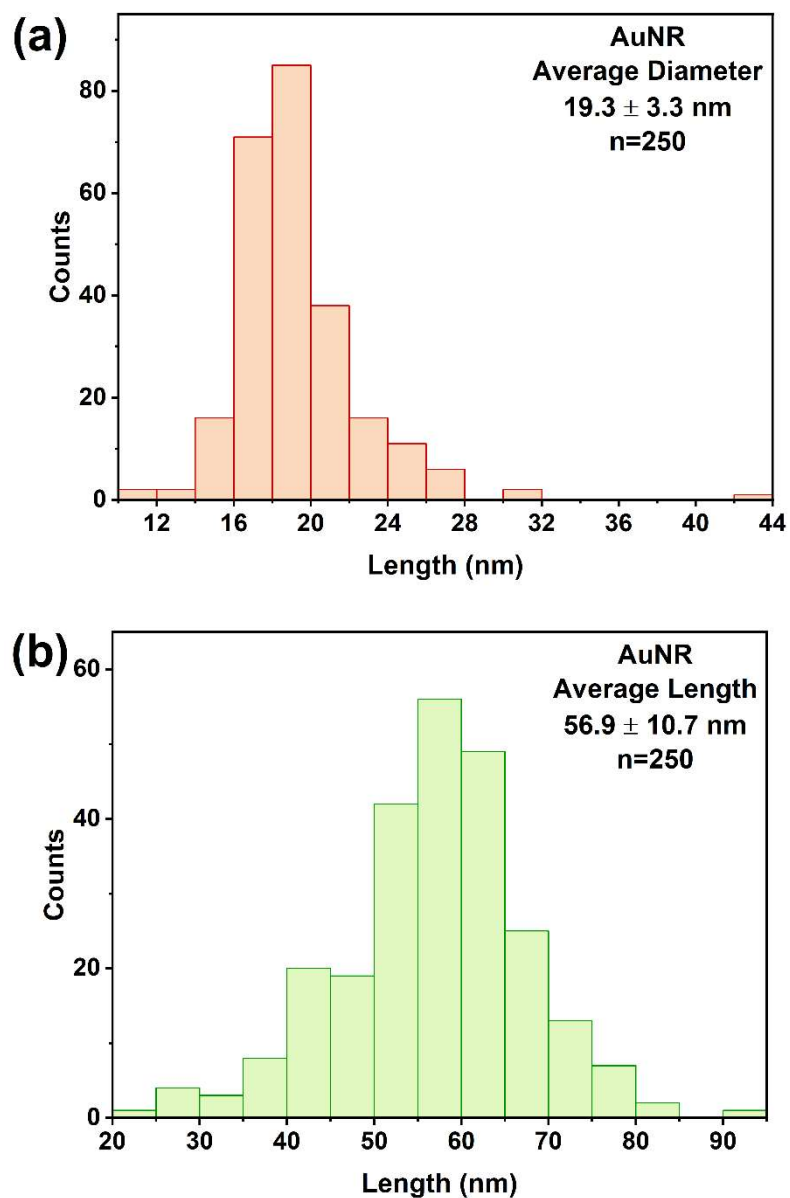 (a)
AuNR
Average Diameter
19.3 ± 3.3 nm
n=250
80
60
40
20
0
Counts
12 16 20 24 28 32 36 40 44
Length (nm)
(b)
AuNR
Average Length
56.9 ± 10.7 nm
n=250
60
40
20
0
Counts
20 30 40 50 60 70 80 90
Length (nm)